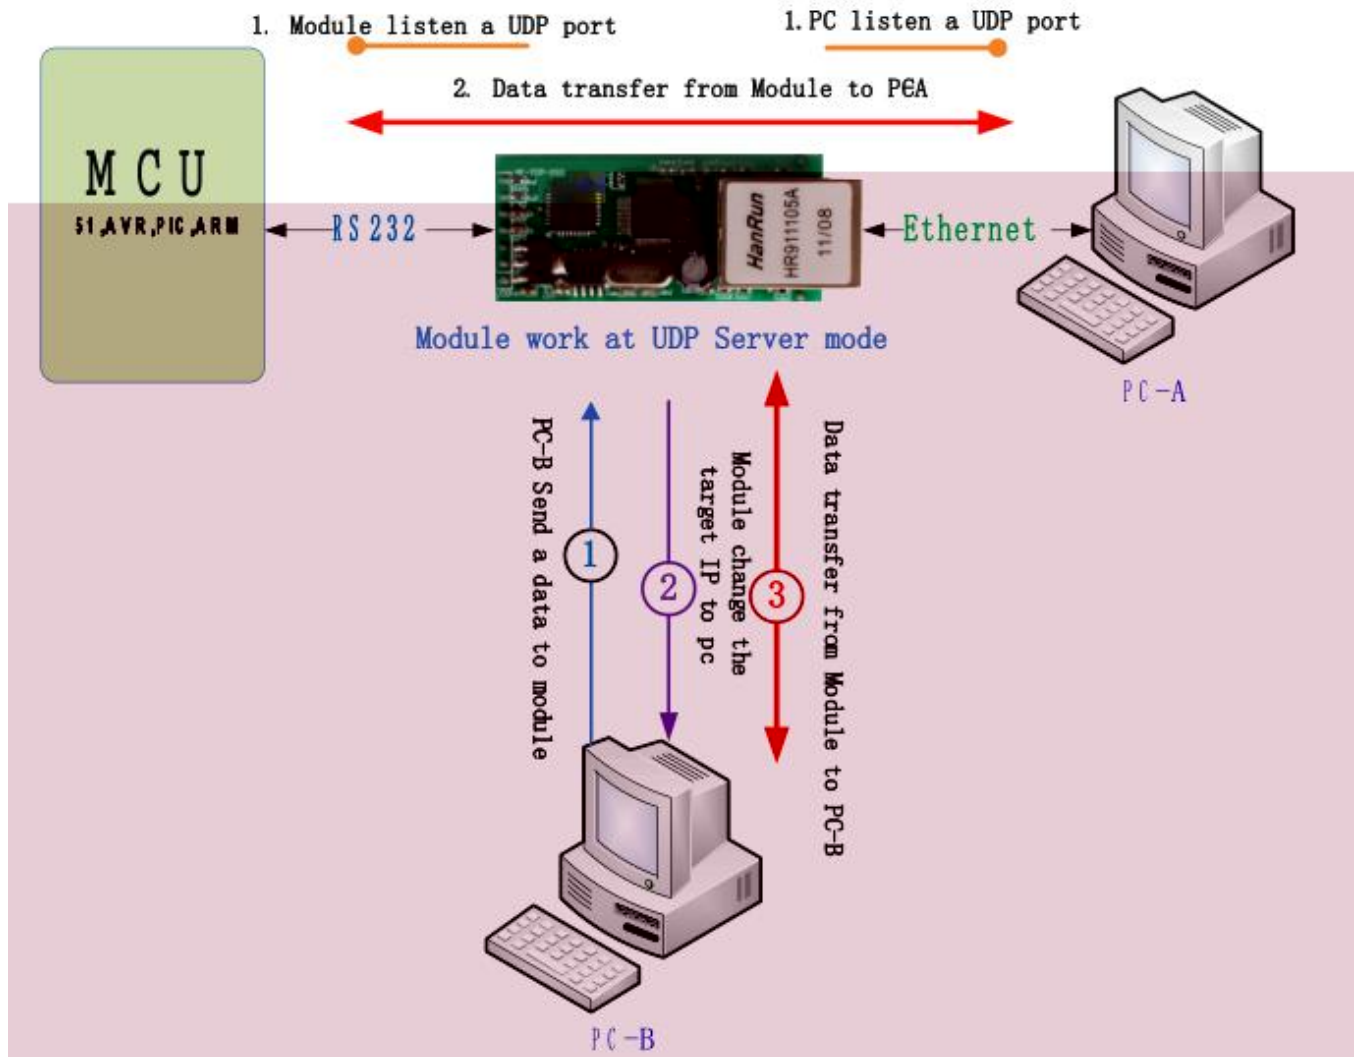 1. Module listen a UDP port
1.PC listen a UDP port
2. Data transfer from Module to PCA
MCU
51,AVR,PIC,ARM
RS232
HanRun
HR911105A
11/08
Ethernet
Module work at UDP Server mode
PC-A
PC-B Send a data to module
1
2
Module change the
target IP to pc
3
Data transfer from Module to PC-B
PC-B